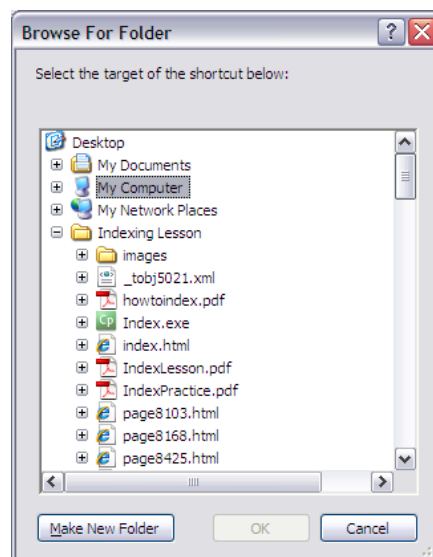 Browse For Folder
Select the target of the shortcut below:
Desktop
My Documents
My Computer
My Network Places
Indexing Lesson
images
_tobj5021.xml
howtoindex.pdf
Cp Index.exe
index.html
IndexLesson.pdf
IndexPractice.pdf
page8103.html
page8168.html
page8425.html
Make New Folder OK Cancel